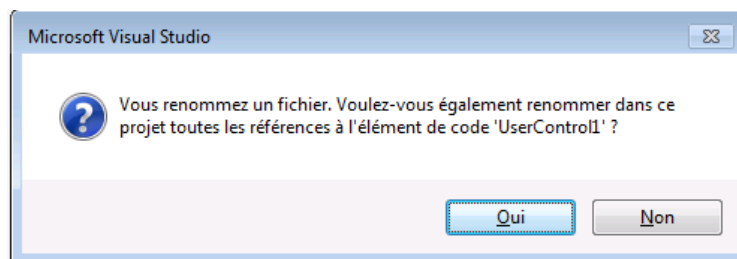 Microsoft Visual Studio
Vous renommez un fichier. Voulez-vous également renommer dans ce
projet toutes les références à l'élément de code 'UserControl1' ?
Oui
Non